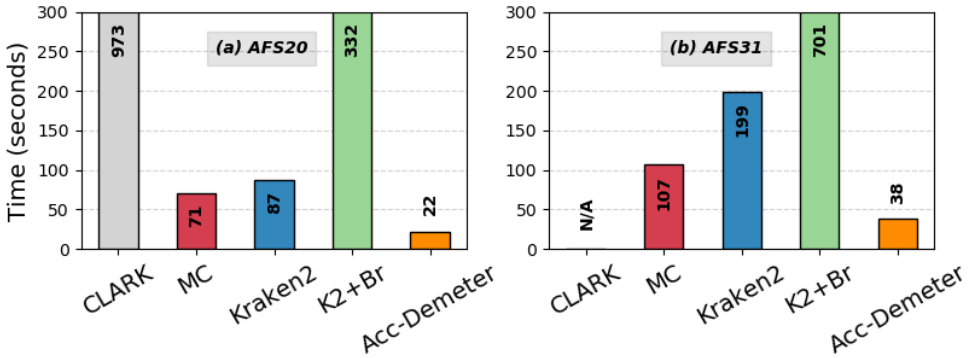 Time (seconds)
300
250
200
150
100
50
0
(a) AFS20
973
71
87
332
22
CLARK
MC
Kraken2
K2+Br
Acc-Demeter
300
250
200
150
100
50
0
(b) AFS31
N/A
107
199
701
38
CLARK
MC
Kraken2
K2+Br
Acc-Demeter